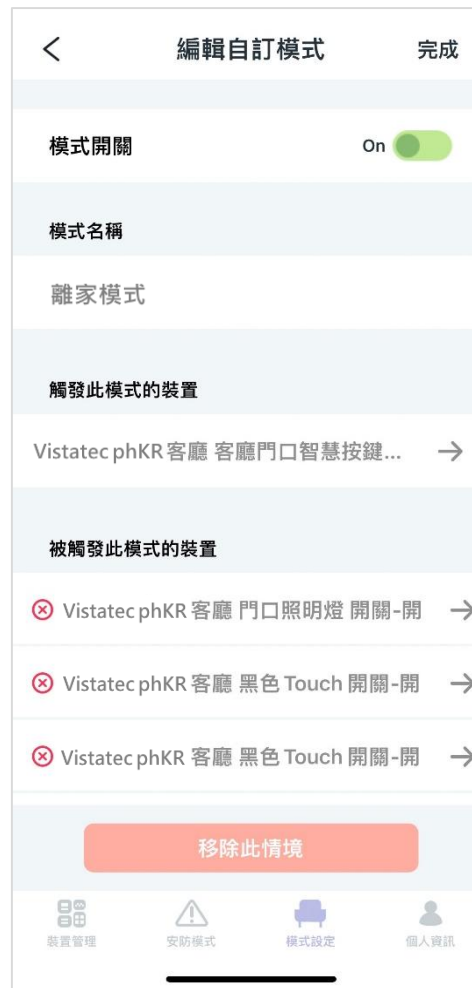 編輯自訂模式
完成
模式開關
On
模式名稱
離家模式
觸發此模式的裝置
Vistatec phKR 客廳 客廳門口智慧按鍵...
被觸發此模式的裝置
Vistatec phKR 客廳 門口照明燈 開關-開
Vistatec phKR 客廳 黑色 Touch 開關-開
Vistatec phKR 客廳 黑色 Touch 開關-開
移除此情境
裝置管理
安防模式
模式設定
個人資訊